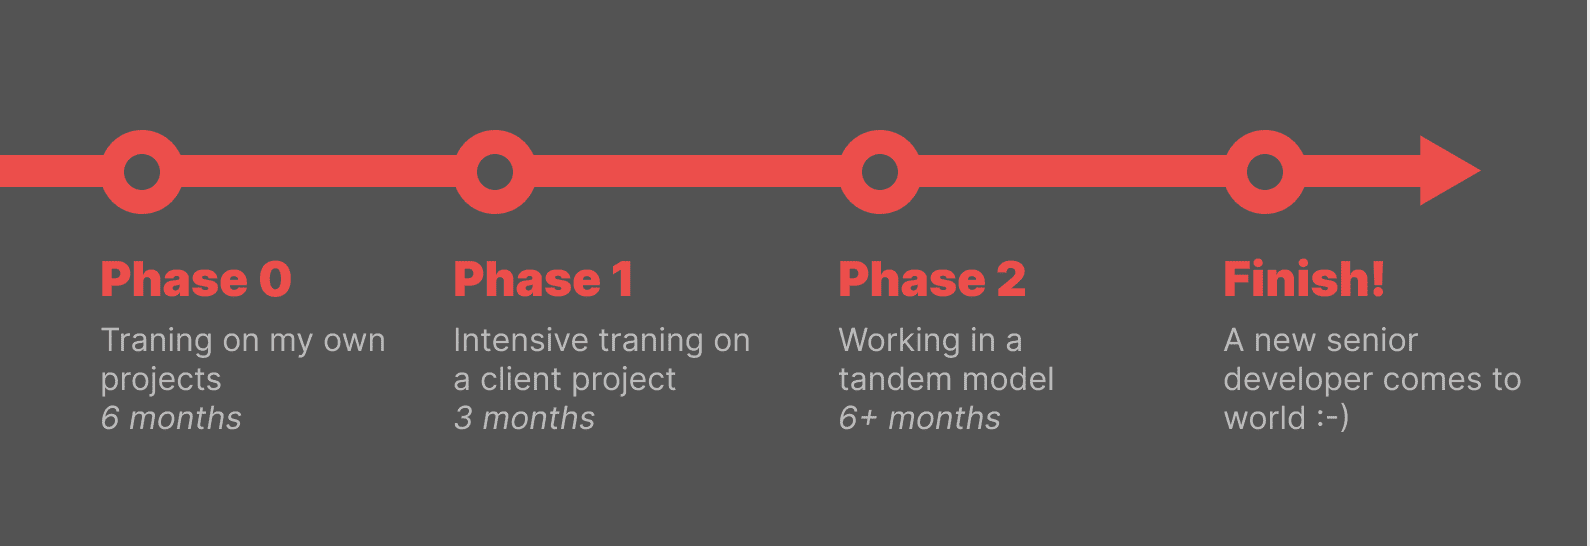 Phase 0
Traning on my own
projects
6 months
Phase 1
Intensive traning on
a client project
3 months
Phase 2
Working in a
tandem model
6+ months
Finish!
A new senior
developer comes to
world :-)